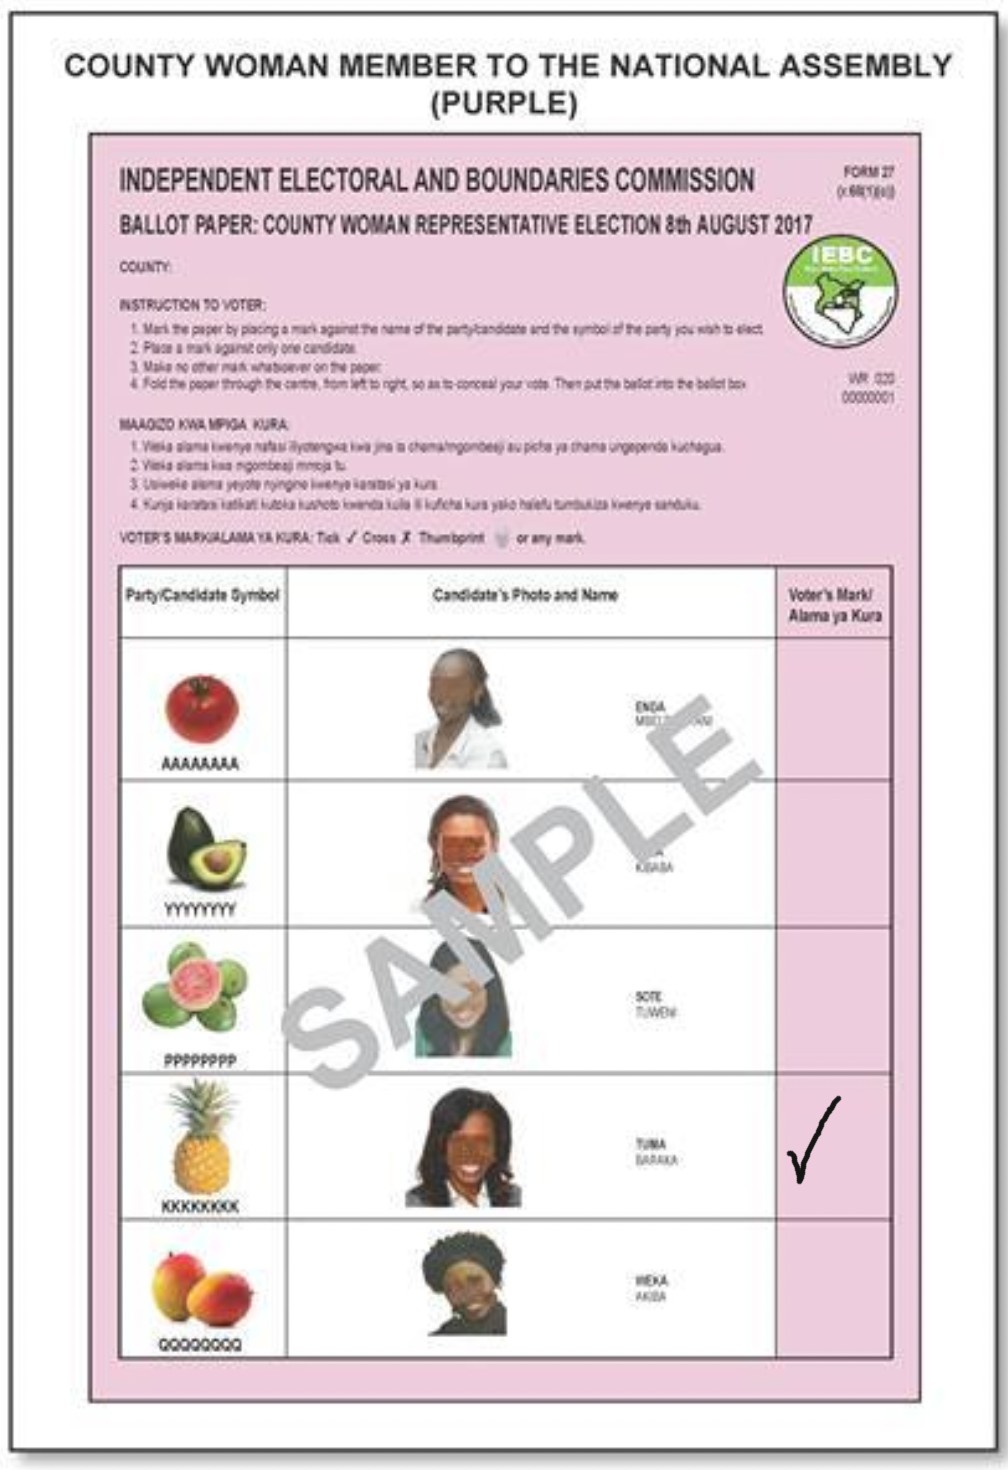 COUNTY WOMAN MEMBER TO THE NATIONAL ASSEMBLY
(PURPLE)
INDEPENDENT ELECTORAL AND BOUNDARIES COMMISSION
FORM 27
BALLOT PAPER: COUNTY WOMAN REPRESENTATIVE ELECTION 8th AUGUST 2017
IEBC
COUNTY:
INSTRUCTION TO VOTER:
1. Mark the paper by placing a mark against the name of the party/candidate and the symbol of the party you wish to elect.
2. Place a mark against only one candidate.
3. Make no other mark whatsoever on the paper.
4. Fold the paper through the centre, from left to right, so as to conceal your vote. Then put the ballot into the ballot box
WR 020
00000001
MAAGIZO KWA MPIGA KURA:
1. Weka alama kwenye nafasi iliyotengwa kwa jina la chama/mgombeaji au picha ya chama ungependa kuchagua.
2. Weka alama kwa mgombeaji mmoja tu.
3. Usiweke alama yeyote nyingine kwenye karatasi ya kura.
4. Kunja karatasi katikati kutoka kushoto kwenda kulia ili kuficha kura yako halafu tumbukiza kwenye sanduku.
VOTER'S MARK/ALAMA YA KURA: Tick ✓ Cross ✗ Thumbprint or any mark.
Party/Candidate Symbol
Candidate's Photo and Name
Voter's Mark/
Alama ya Kura
AAAAAAAA
ENDA
YYYYYYYY
KIBABA
PPPPPPPP
SOTE
TUWENI
KKKKKKKK
TUMA
BARAKA
✓
QQQQQQQQ
WEKA
AKIBA
SAMPLE